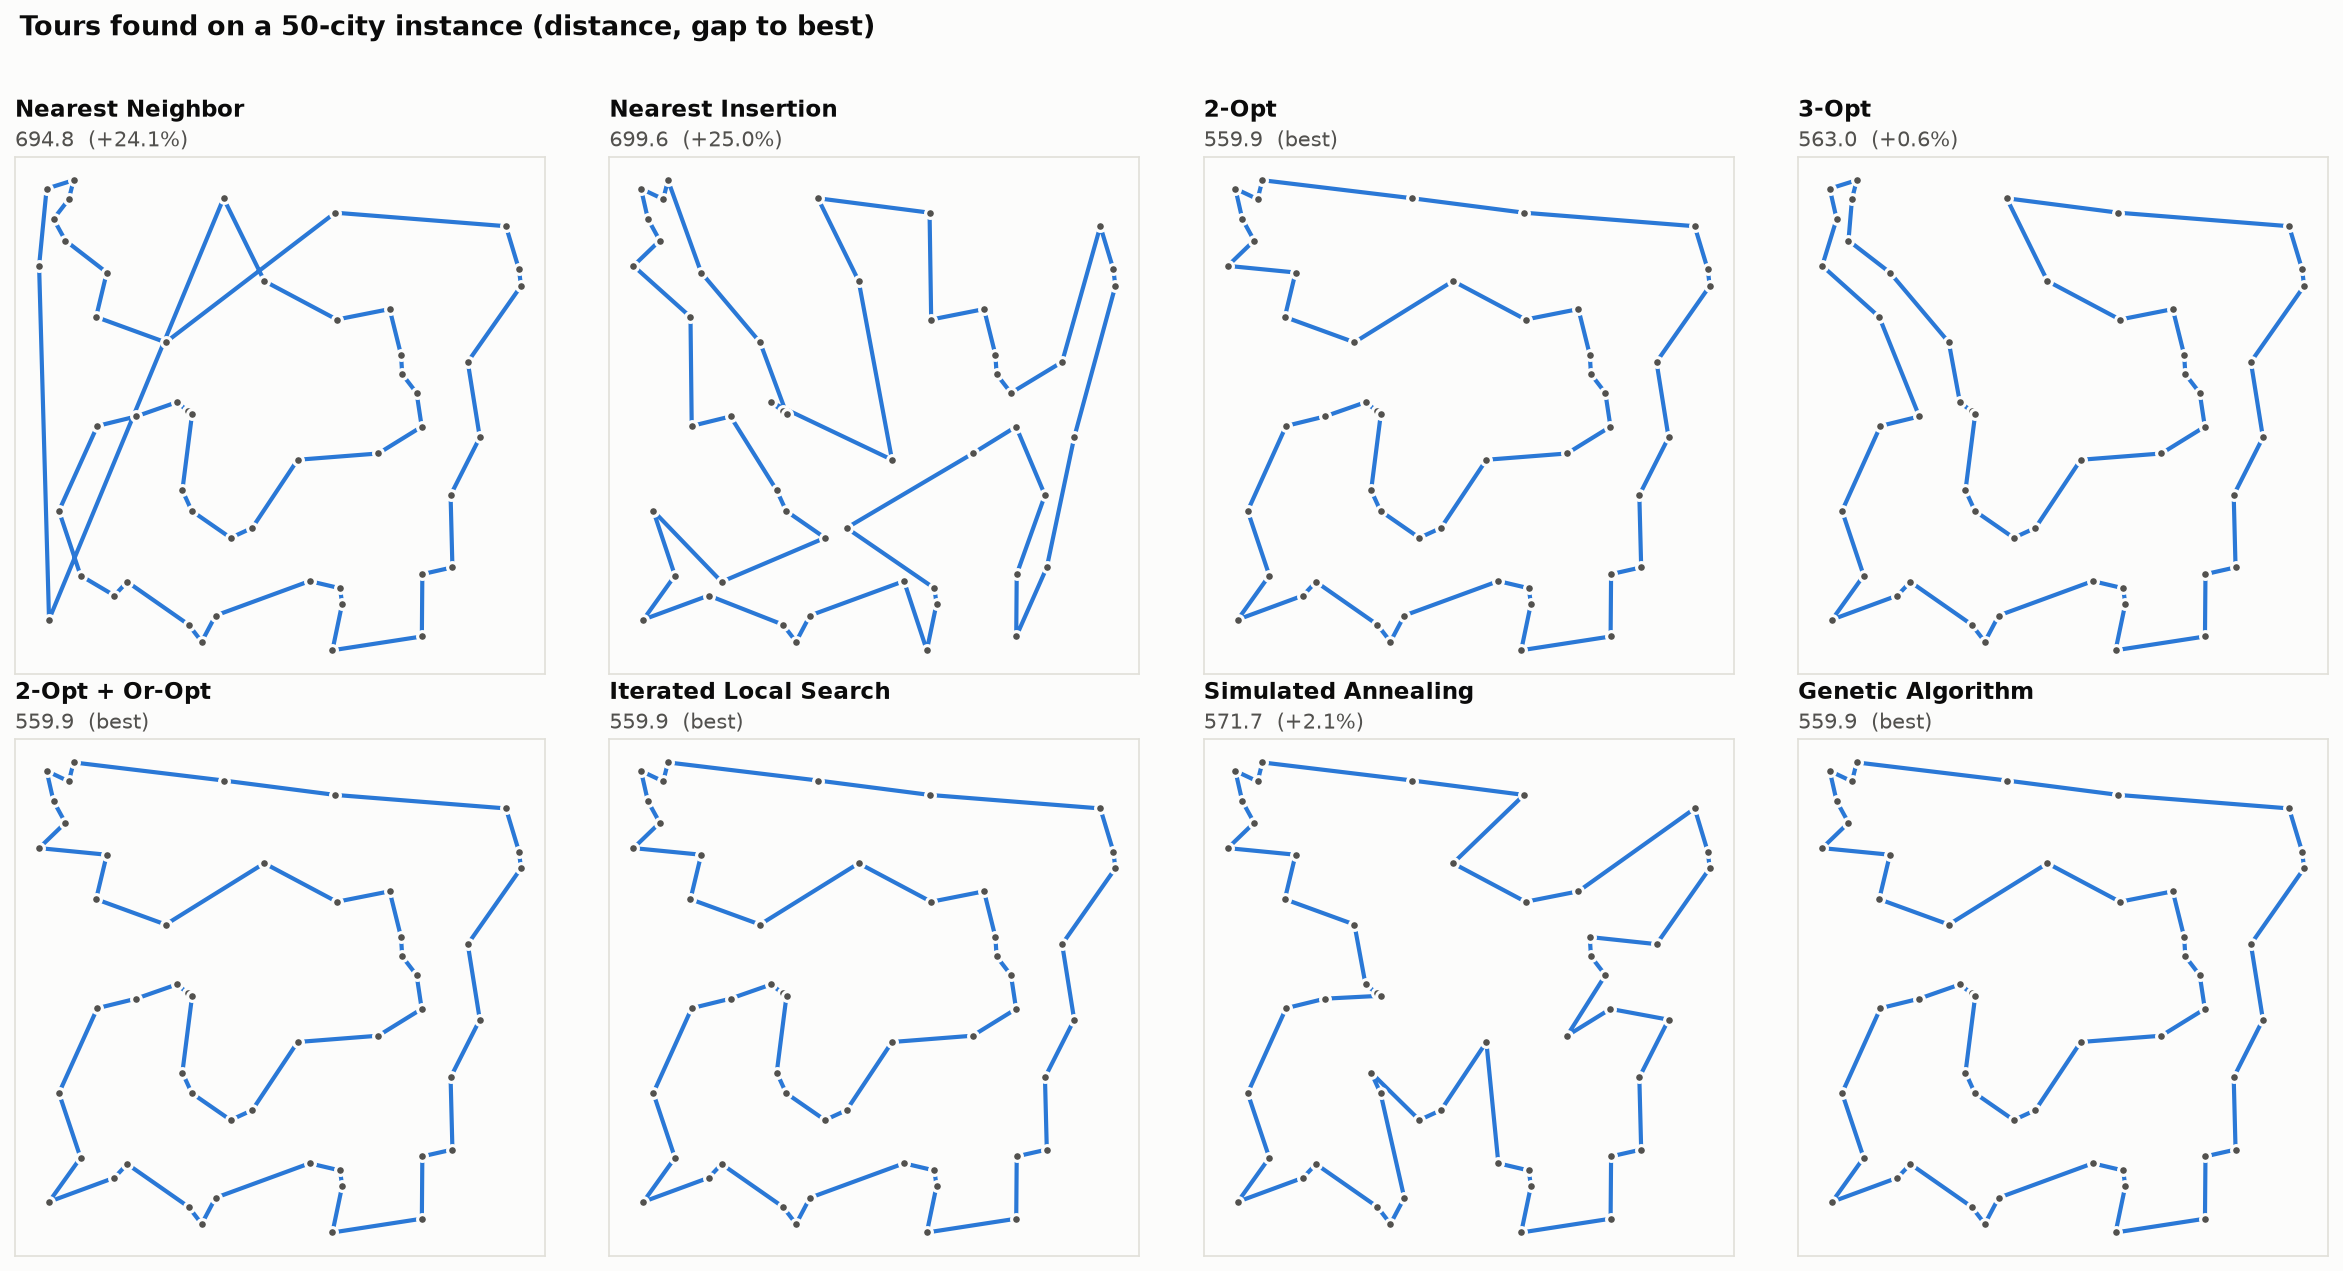 Tours found on a 50-city instance (distance, gap to best)
Nearest Neighbor
694.8 (+24.1%)
Nearest Insertion
699.6 (+25.0%)
2-Opt
559.9 (best)
3-Opt
563.0 (+0.6%)
2-Opt + Or-Opt
559.9 (best)
Iterated Local Search
559.9 (best)
Simulated Annealing
571.7 (+2.1%)
Genetic Algorithm
559.9 (best)